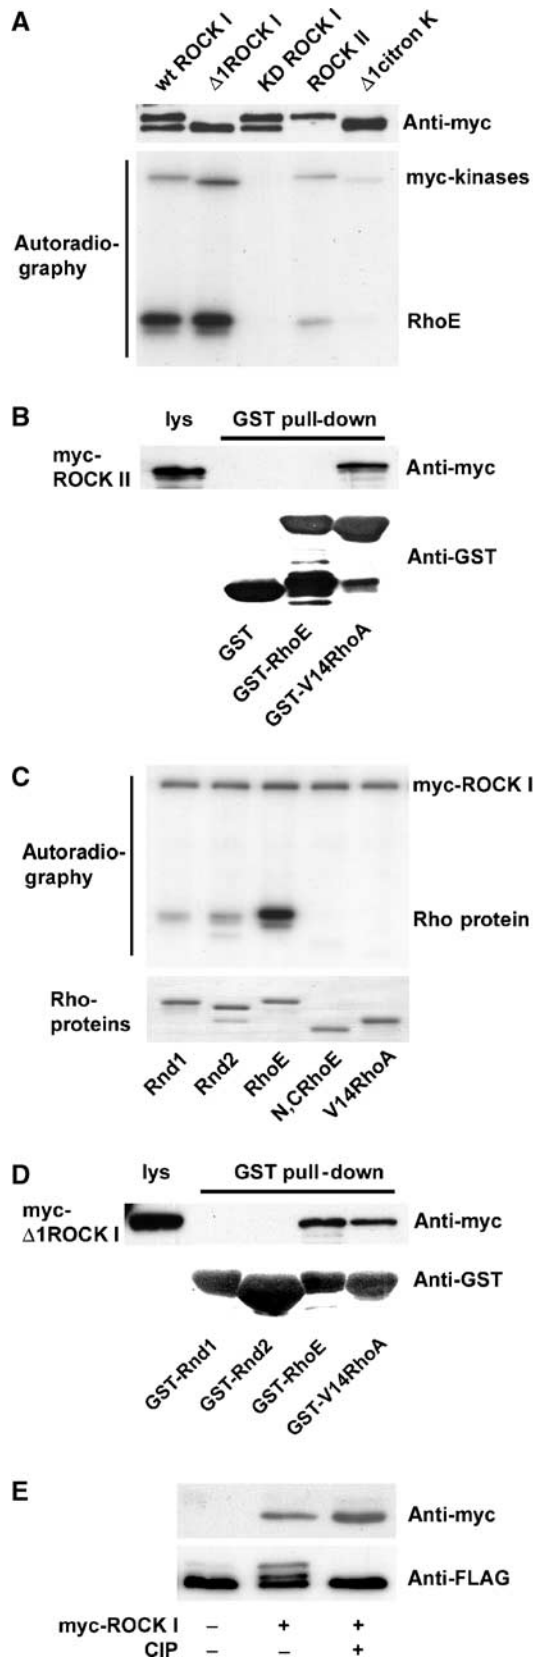 A
wt ROCK I
Δ1ROCK I
KD ROCK I
ROCK II
Δ1citron K
Anti-myc
Autoradio-
graphy
myc-kinases
RhoE
B
lys
GST pull-down
myc-
ROCK II
Anti-myc
Anti-GST
GST
GST-RhoE
GST-V14RhoA
C
Autoradio-
graphy
myc-ROCK I
Rho protein
Rho-
proteins
Rnd1
Rnd2
RhoE
N,CRhoE
V14RhoA
D
lys
GST pull-down
myc-
Δ1ROCK I
Anti-myc
Anti-GST
GST-Rnd1
GST-Rnd2
GST-RhoE
GST-V14RhoA
E
Anti-myc
Anti-FLAG
myc-ROCK I – + +
CIP – – +